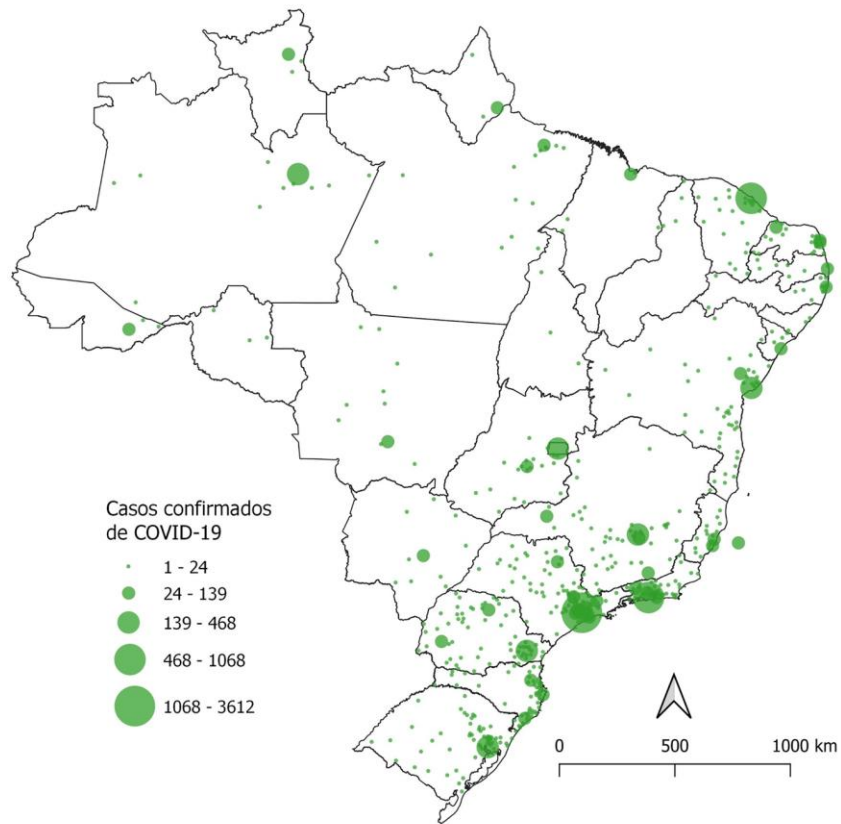 Casos confirmados
de COVID-19
1 - 24
24 - 139
139 - 468
468 - 1068
1068 - 3612
0 500 1000 km